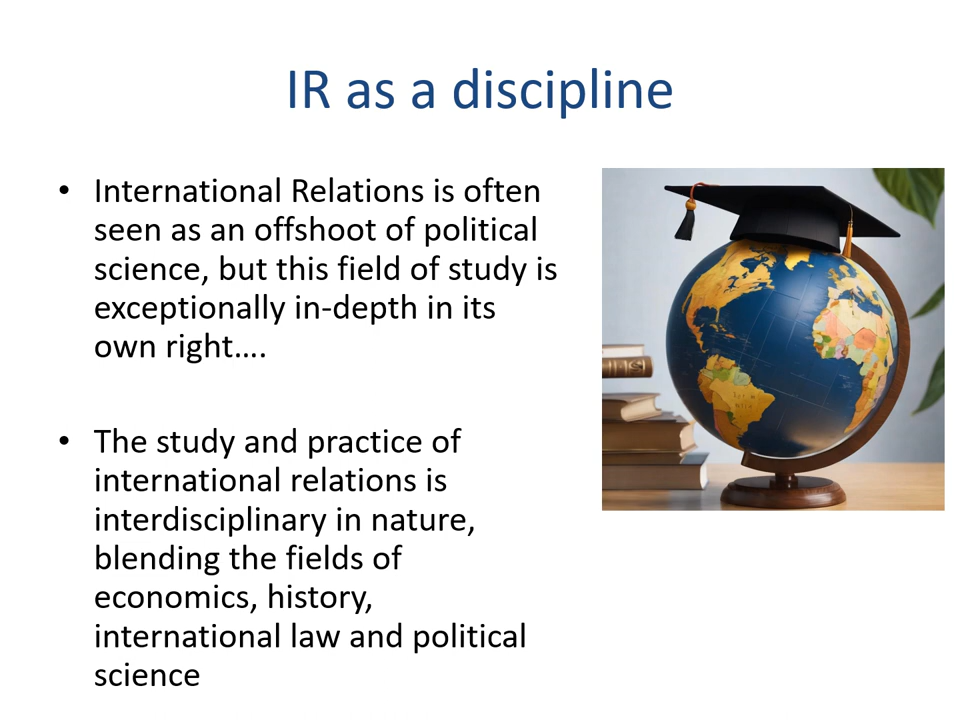 IR as a discipline
• International Relations is often
seen as an offshoot of political
science, but this field of study is
exceptionally in-depth in its
own right….
• The study and practice of
international relations is
interdisciplinary in nature,
blending the fields of
economics, history,
international law and political
science